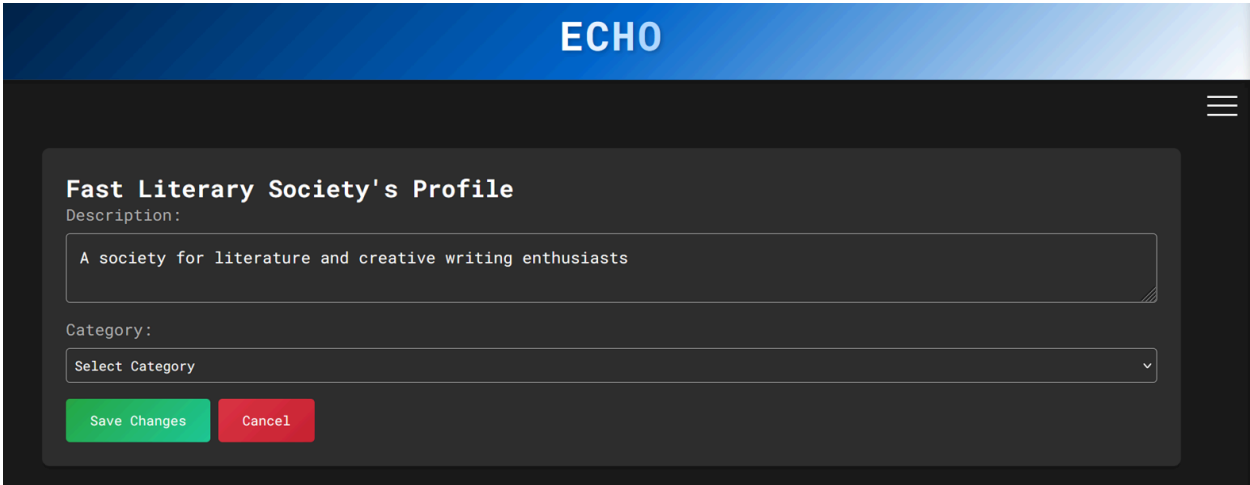 ECHO
Fast Literary Society's Profile
Description:
A society for literature and creative writing enthusiasts
Category:
Select Category
Save Changes
Cancel